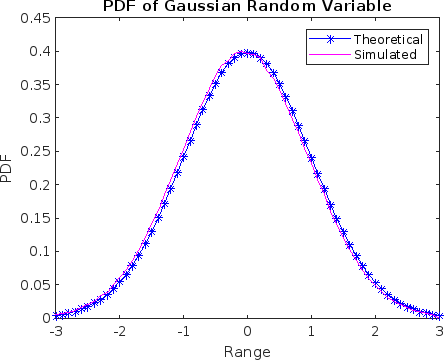 PDF of Gaussian Random Variable
0.45
0.4
0.35
0.3
0.25
0.2
0.15
0.1
0.05
0
PDF
Theoretical
Simulated
-3 -2 -1 0 1 2 3
Range